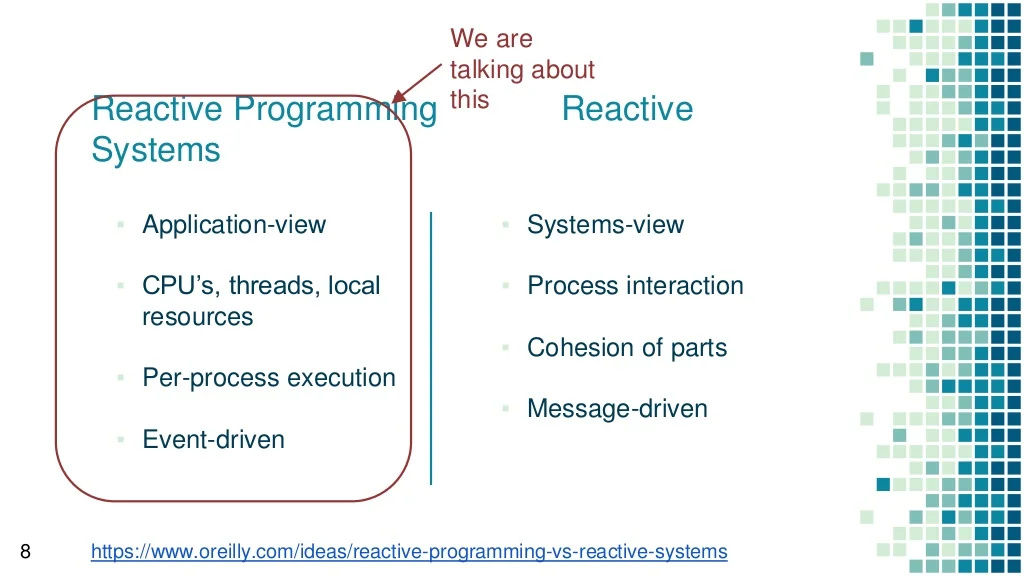 We are
talking about
this
Reactive Programming Reactive
Systems
▪ Application-view
▪ CPU’s, threads, local
resources
▪ Per-process execution
▪ Event-driven
▪ Systems-view
▪ Process interaction
▪ Cohesion of parts
▪ Message-driven
8
https://www.oreilly.com/ideas/reactive-programming-vs-reactive-systems